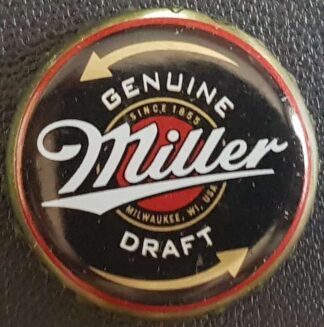 GENUINE
SINCE 1855
Miller
MILWAUKEE, WI, USA
DRAFT